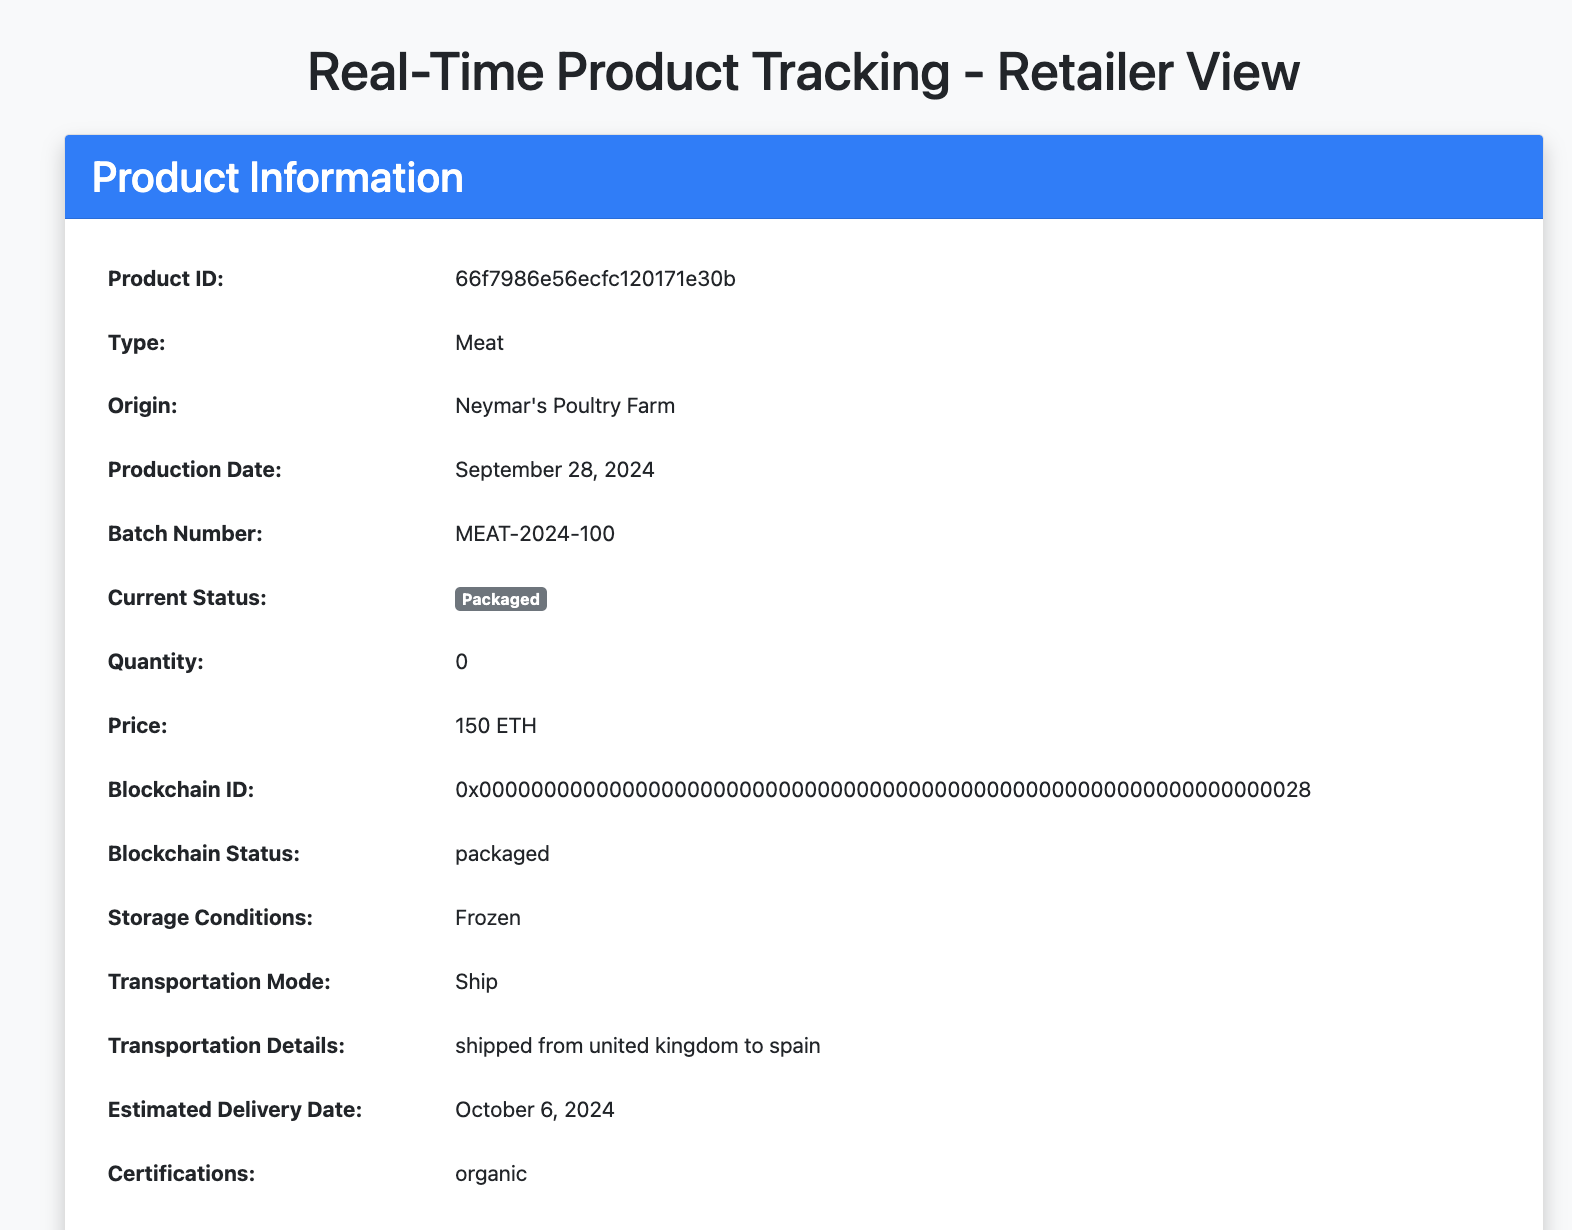 Real-Time Product Tracking - Retailer View
Product Information
Product ID: 66f7986e56ecfc120171e30b
Type: Meat
Origin: Neymar's Poultry Farm
Production Date: September 28, 2024
Batch Number: MEAT-2024-100
Current Status: Packaged
Quantity: 0
Price: 150 ETH
Blockchain ID: 0x0000000000000000000000000000000000000000000000000000000000000028
Blockchain Status: packaged
Storage Conditions: Frozen
Transportation Mode: Ship
Transportation Details: shipped from united kingdom to spain
Estimated Delivery Date: October 6, 2024
Certifications: organic